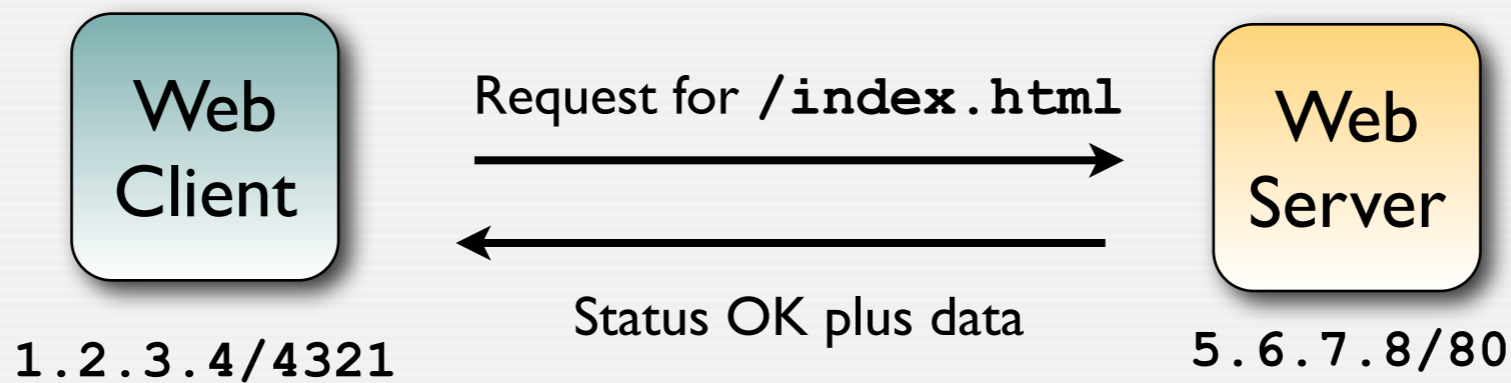 Web
Client
Request for /index.html
Web
Server
Status OK plus data
1.2.3.4/4321
5.6.7.8/80